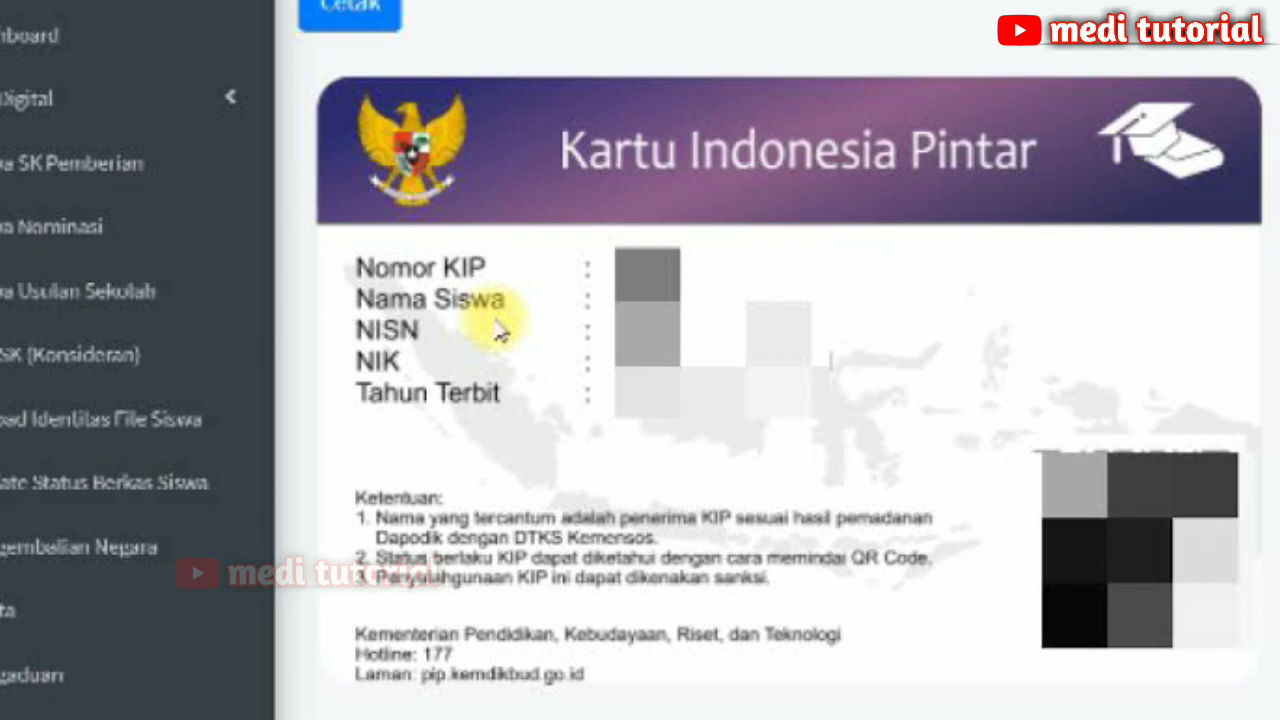 Cetak
medi tutorial
hboard
Digital
a SK Pemberian
a Nominasi
a Usulan Sekolah
SK (Konsideran)
oad Identitas File Siswa
ate Status Berkas Siswa
gembalian Negara
ta
gaduan
Kartu Indonesia Pintar
Nomor KIP :
Nama Siswa :
NISN :
NIK :
Tahun Terbit :
Ketentuan:
1. Nama yang tercantum adalah penerima KIP sesuai hasil pemadanan
Dapodik dengan DTKS Kemensos.
2. Status berlaku KIP dapat diketahui dengan cara memindai QR Code.
3. Penyalahgunaan KIP ini dapat dikenakan sanksi.
medi tutorial
Kementerian Pendidikan, Kebudayaan, Riset, dan Teknologi
Hotline: 177
Laman: pip.kemdikbud.go.id